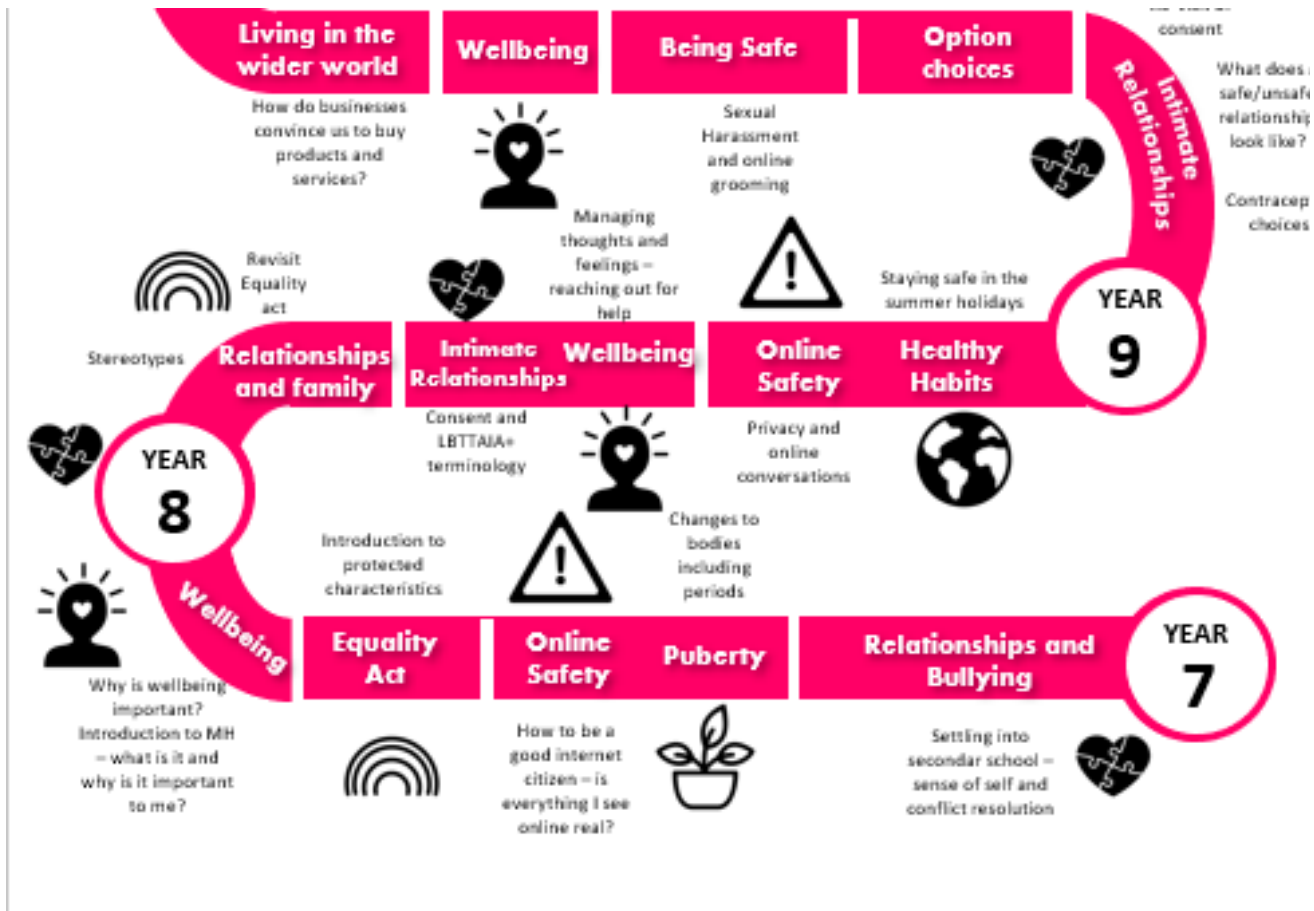 consent
Living in the
wider world
Wellbeing
Being Safe
Option
choices
Intimate
Relationships
What does
safe/unsafe
relationship
look like?
How do businesses
convince us to buy
products and
services?
Sexual
Harassment
and online
grooming
Contracep
choices
Managing
thoughts and
feelings –
reaching out for
help
Revisit
Equality
act
Staying safe in the
summer holidays
YEAR
9
Stereotypes
Relationships
and family
Intimate
Relationships
Wellbeing
Online
Safety
Healthy
Habits
Consent and
LBTTAIA+
terminology
Privacy and
online
conversations
YEAR
8
Introduction to
protected
characteristics
Changes to
bodies
including
periods
Wellbeing
Equality
Act
Online
Safety
Puberty
Relationships and
Bullying
YEAR
7
Why is wellbeing
important?
Introduction to MH
– what is it and
why is it important
to me?
How to be a
good internet
citizen – is
everything I see
online real?
Settling into
secondar school –
sense of self and
conflict resolution